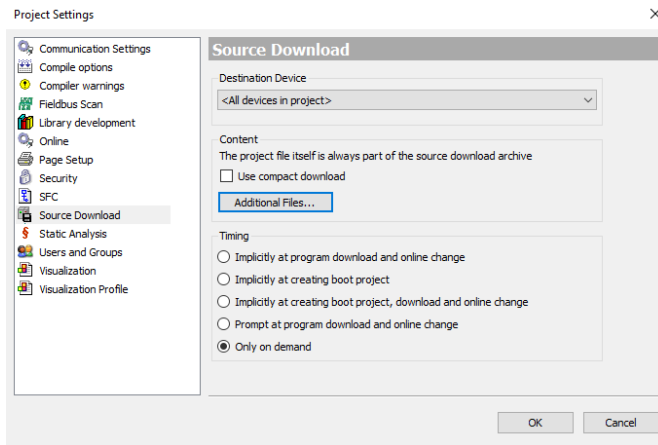 Project Settings
Communication Settings
Compile options
Compiler warnings
Fieldbus Scan
Library development
Online
Page Setup
Security
SFC
Source Download
Static Analysis
Users and Groups
Visualization
Visualization Profile
Source Download
Destination Device
<All devices in project>
Content
The project file itself is always part of the source download archive
Use compact download
Additional Files...
Timing
Implicitly at program download and online change
Implicitly at creating boot project
Implicitly at creating boot project, download and online change
Prompt at program download and online change
Only on demand
OK
Cancel